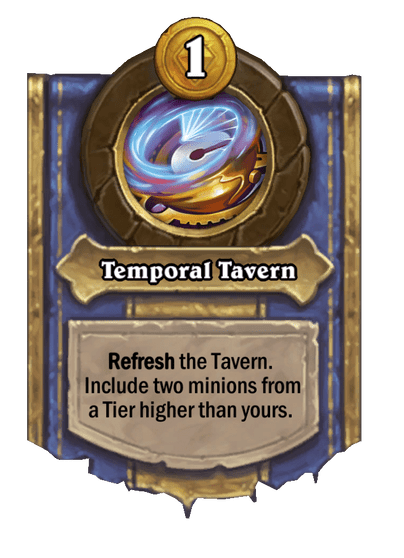 1
Temporal Tavern
Refresh the Tavern.
Include two minions from
a Tier higher than yours.